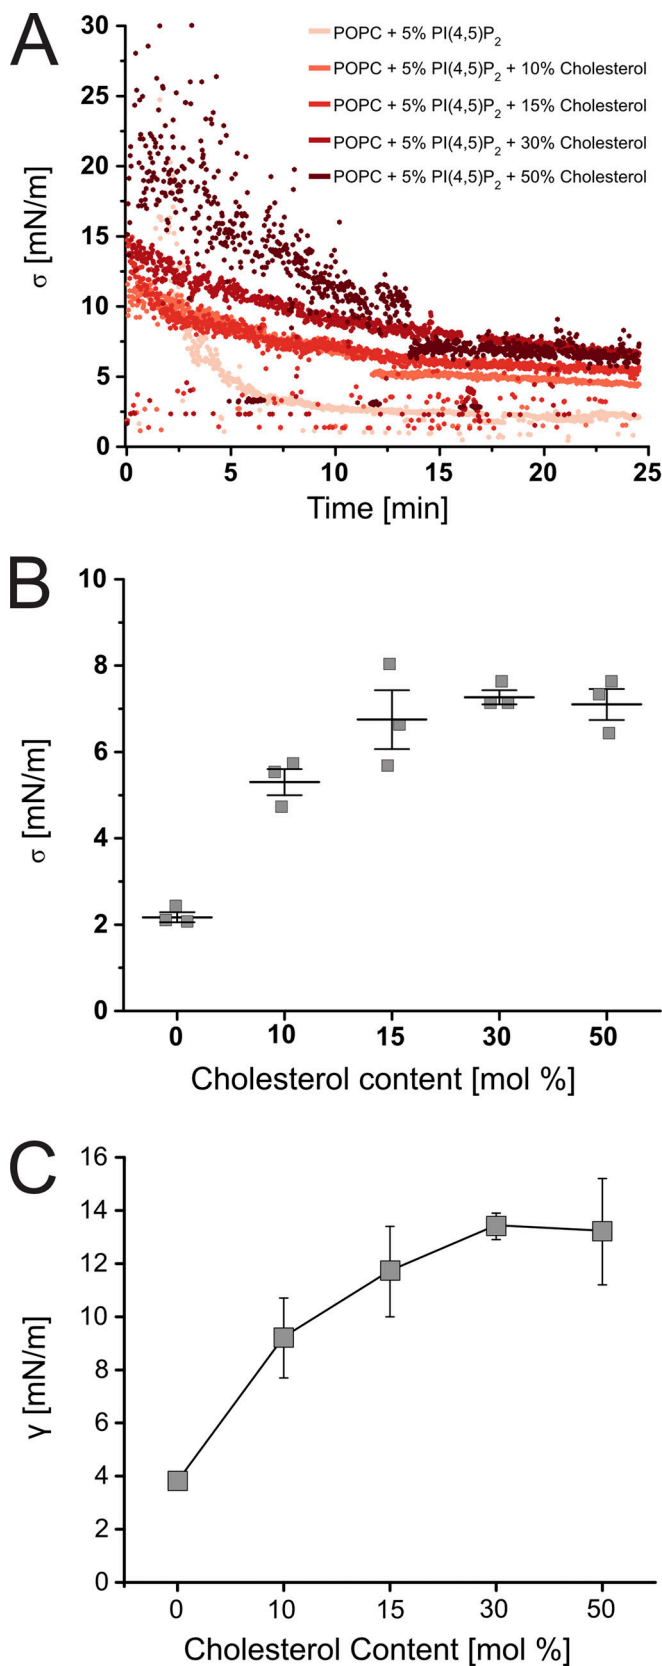 A
30
25
20
15
10
5
0
σ [mN/m]
POPC + 5% PI(4,5)P₂
POPC + 5% PI(4,5)P₂ + 10% Cholesterol
POPC + 5% PI(4,5)P₂ + 15% Cholesterol
POPC + 5% PI(4,5)P₂ + 30% Cholesterol
POPC + 5% PI(4,5)P₂ + 50% Cholesterol
0 5 10 15 20 25
Time [min]
B
10
8
6
4
2
0
σ [mN/m]
0 10 15 30 50
Cholesterol content [mol %]
C
16
14
12
10
8
6
4
2
0
γ [mN/m]
0 10 15 30 50
Cholesterol Content [mol %]